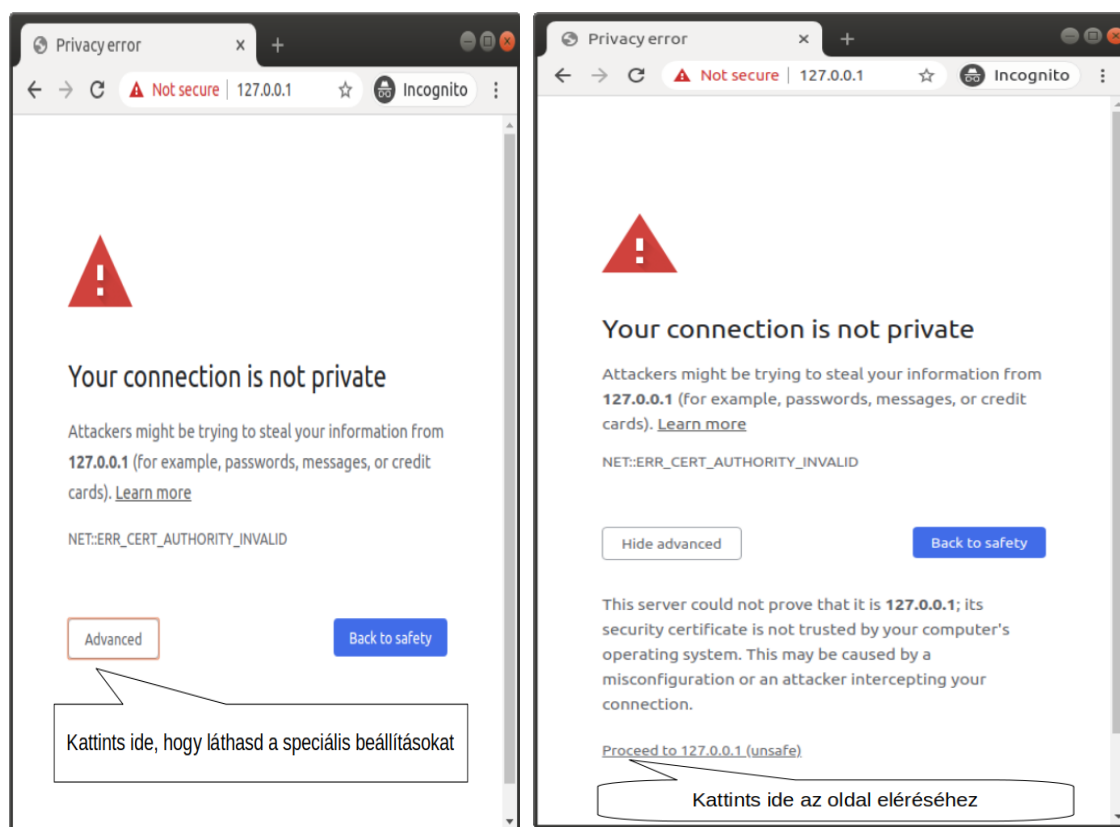 Privacy error
Not secure
127.0.0.1
Incognito
Your connection is not private
Attackers might be trying to steal your information from
127.0.0.1 (for example, passwords, messages, or credit
cards). Learn more
NET::ERR_CERT_AUTHORITY_INVALID
Advanced
Back to safety
Kattints ide, hogy láthasd a speciális beállításokat
Privacy error
Not secure
127.0.0.1
Incognito
Your connection is not private
Attackers might be trying to steal your information from
127.0.0.1 (for example, passwords, messages, or credit
cards). Learn more
NET::ERR_CERT_AUTHORITY_INVALID
Hide advanced
Back to safety
This server could not prove that it is 127.0.0.1; its
security certificate is not trusted by your computer's
operating system. This may be caused by a
misconfiguration or an attacker intercepting your
connection.
Proceed to 127.0.0.1 (unsafe)
Kattints ide az oldal eléréséhez